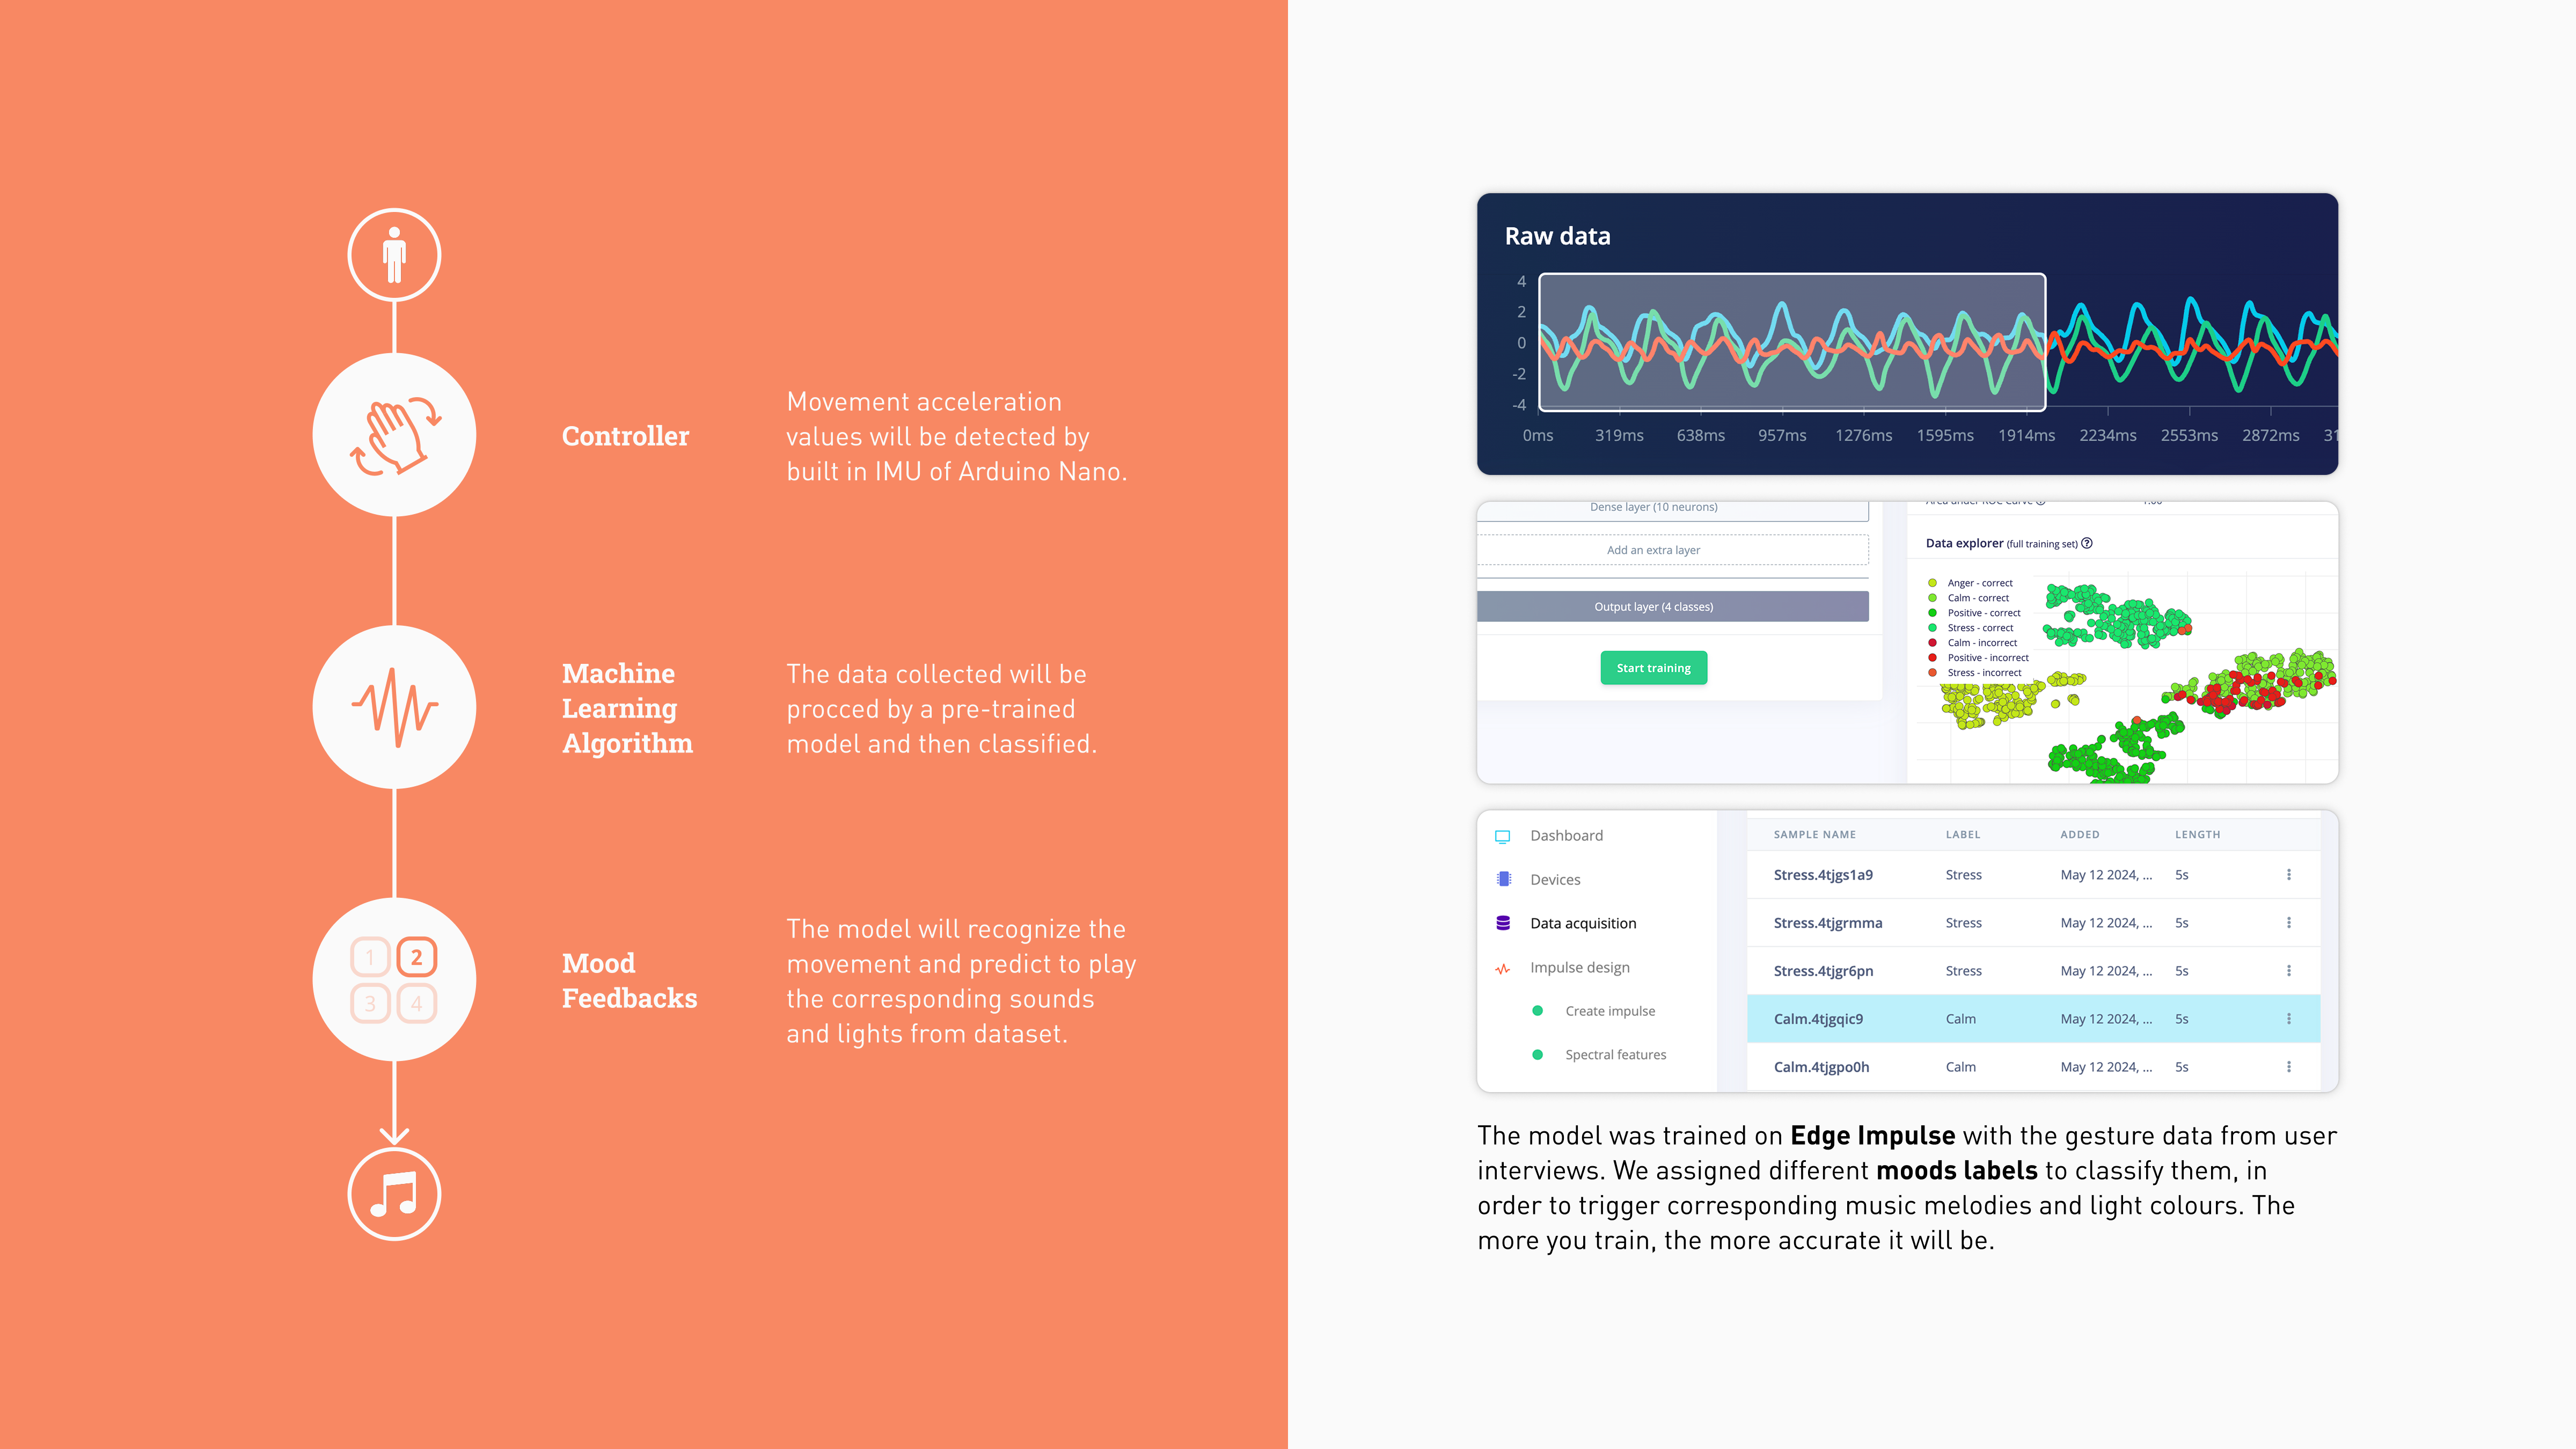 Controller
Movement acceleration
values will be detected by
built in IMU of Arduino Nano.
Machine
Learning
Algorithm
The data collected will be
procced by a pre-trained
model and then classified.
1
2
3
4
Mood
Feedbacks
The model will recognize the
movement and predict to play
the corresponding sounds
and lights from dataset.
Raw data
4
2
0
-2
-4
0ms 319ms 638ms 957ms 1276ms 1595ms 1914ms 2234ms 2553ms 2872ms 31
Dense layer (10 neurons)
Add an extra layer
Output layer (4 classes)
Start training
Area under ROC Curve
Data explorer (full training set) ?
Anger - correct
Calm - correct
Positive - correct
Stress - correct
Calm - incorrect
Positive - incorrect
Stress - incorrect
Dashboard
Devices
Data acquisition
Impulse design
Create impulse
Spectral features
SAMPLE NAME LABEL ADDED LENGTH
Stress.4tjgs1a9 Stress May 12 2024, ... 5s
Stress.4tjgrmma Stress May 12 2024, ... 5s
Stress.4tjgr6pn Stress May 12 2024, ... 5s
Calm.4tjgqic9 Calm May 12 2024, ... 5s
Calm.4tjgpo0h Calm May 12 2024, ... 5s
The model was trained on Edge Impulse with the gesture data from user
interviews. We assigned different moods labels to classify them, in
order to trigger corresponding music melodies and light colours. The
more you train, the more accurate it will be.